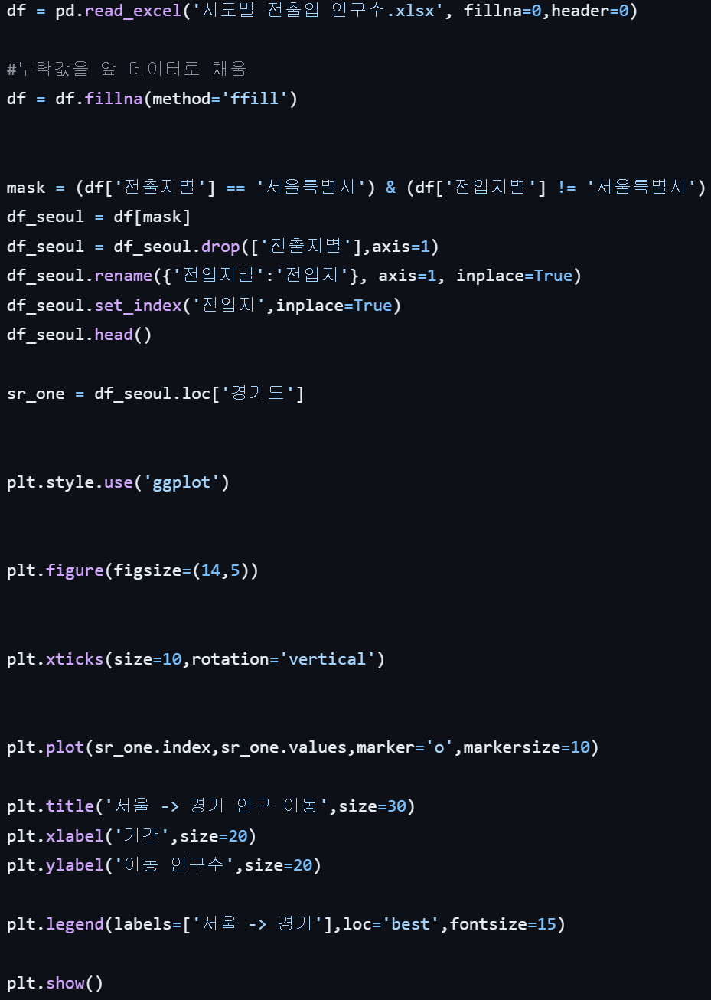 df = pd.read_excel('시도별 전출입 인구수.xlsx', fillna=0,header=0)
#누락값을 앞 데이터로 채움
df = df.fillna(method='ffill')
mask = (df['전출지별'] == '서울특별시') & (df['전입지별'] != '서울특별시')
df_seoul = df[mask]
df_seoul = df_seoul.drop(['전출지별'],axis=1)
df_seoul.rename({'전입지별':'전입지'}, axis=1, inplace=True)
df_seoul.set_index('전입지',inplace=True)
df_seoul.head()
sr_one = df_seoul.loc['경기도']
plt.style.use('ggplot')
plt.figure(figsize=(14,5))
plt.xticks(size=10,rotation='vertical')
plt.plot(sr_one.index,sr_one.values,marker='o',markersize=10)
plt.title('서울 -> 경기 인구 이동',size=30)
plt.xlabel('기간',size=20)
plt.ylabel('이동 인구수',size=20)
plt.legend(labels=['서울 -> 경기'],loc='best',fontsize=15)
plt.show()